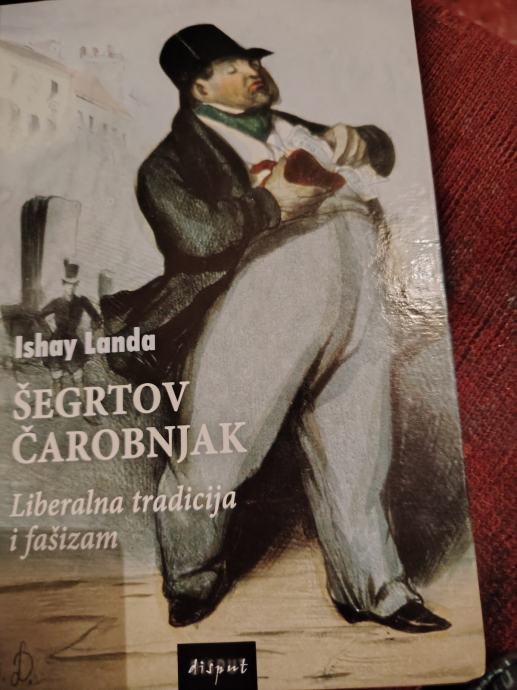 Ishay Landa
ŠEGRTOV
ČAROBNJAK
Liberalna tradicija
i fašizam
D.
disput